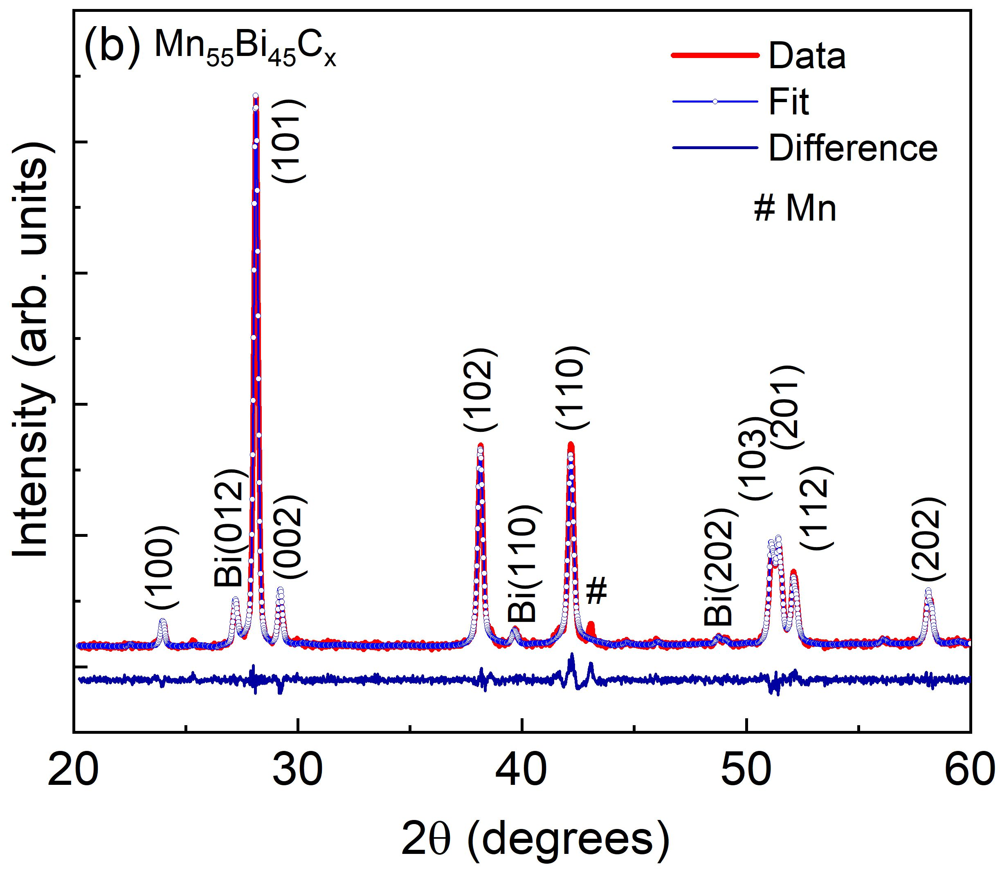 (b) Mn₅₅Bi₄₅Cₓ
Data
Fit
Difference
# Mn
Intensity (arb. units)
(100)
Bi(012)
(101)
(002)
(102)
Bi(110)
(110)
#
Bi(202)
(103)
(201)
(112)
(202)
20 30 40 50 60
2θ (degrees)